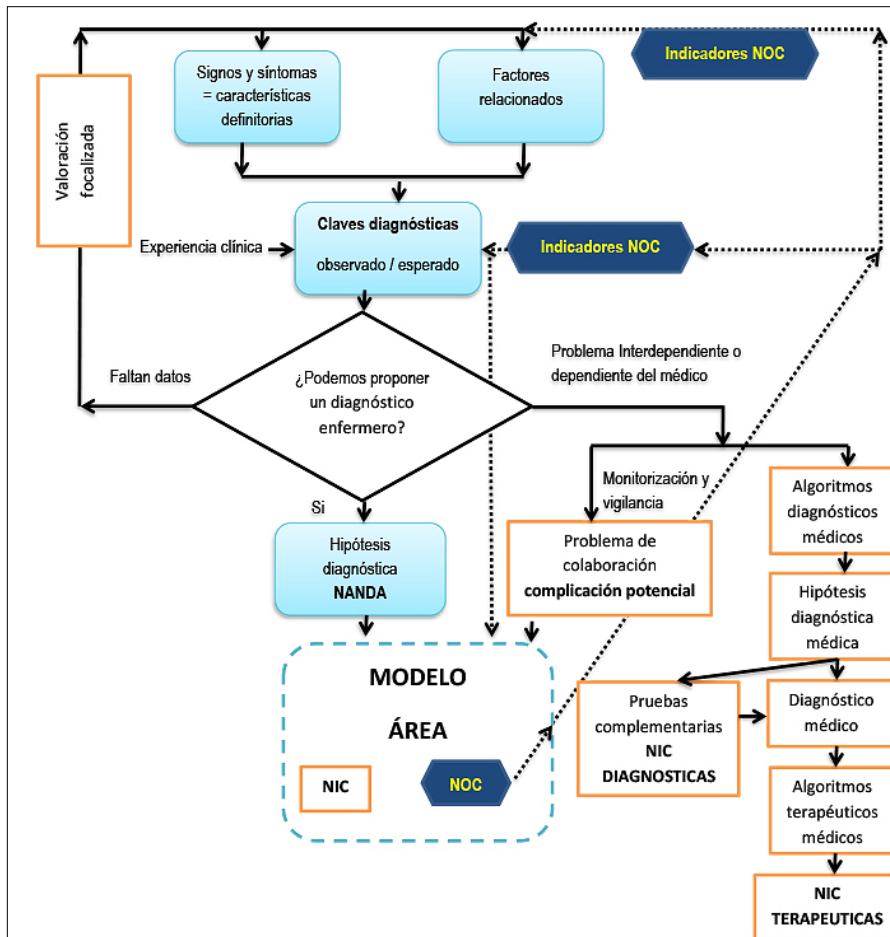 Indicadores NOC
Signos y síntomas
= características
definitorias
Factores
relacionados
Valoración
focalizada
Claves diagnósticas
observado / esperado
Experiencia clínica
Indicadores NOC
Problema Interdependiente o
dependiente del médico
Faltan datos
¿Podemos proponer
un diagnóstico
enfermero?
Monitorización y
vigilancia
Algoritmos
diagnósticos
médicos
Si
Hipótesis
diagnóstica
NANDA
Problema de
colaboración
complicación potencial
Hipótesis
diagnóstica
médica
MODELO
ÁREA
NIC
NOC
Pruebas
complementarias
NIC
DIAGNOSTICAS
Diagnóstico
médico
Algoritmos
terapéuticos
médicos
NIC
TERAPEUTICAS